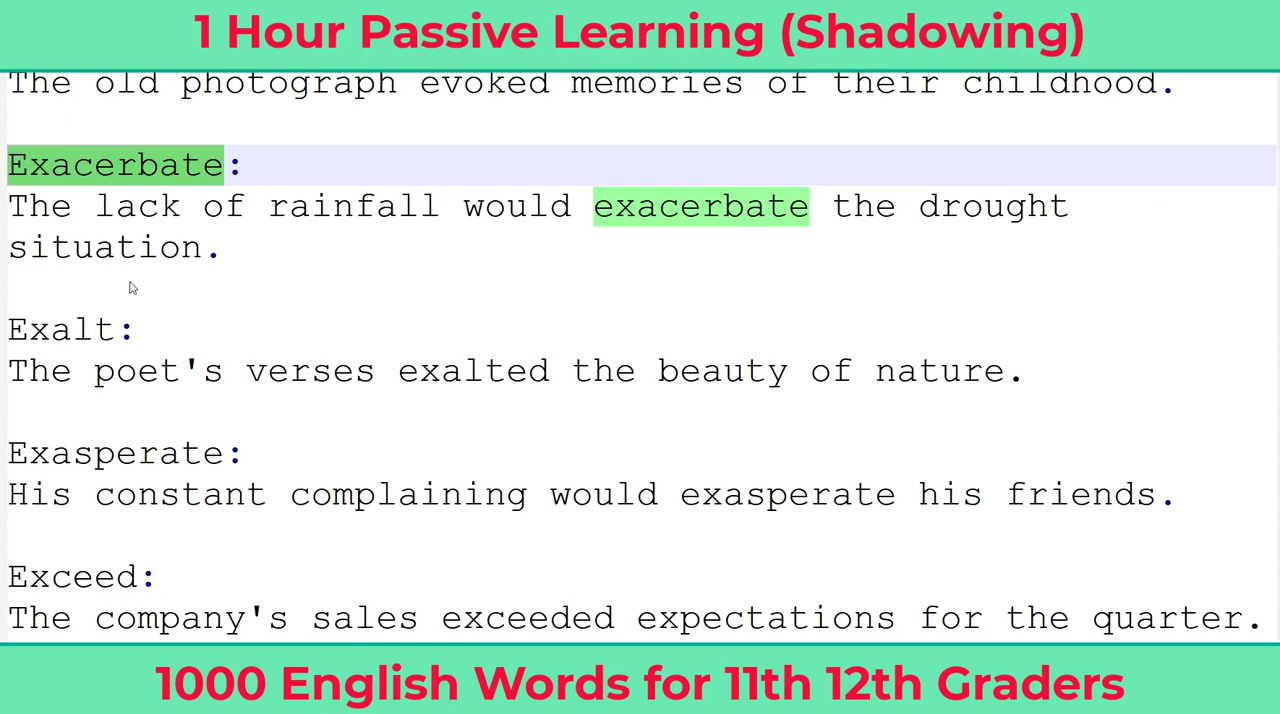 1 Hour Passive Learning (Shadowing)
The old photograph evoked memories of their childhood.
Exacerbate:
The lack of rainfall would exacerbate the drought
situation.
Exalt:
The poet's verses exalted the beauty of nature.
Exasperate:
His constant complaining would exasperate his friends.
Exceed:
The company's sales exceeded expectations for the quarter.
1000 English Words for 11th 12th Graders